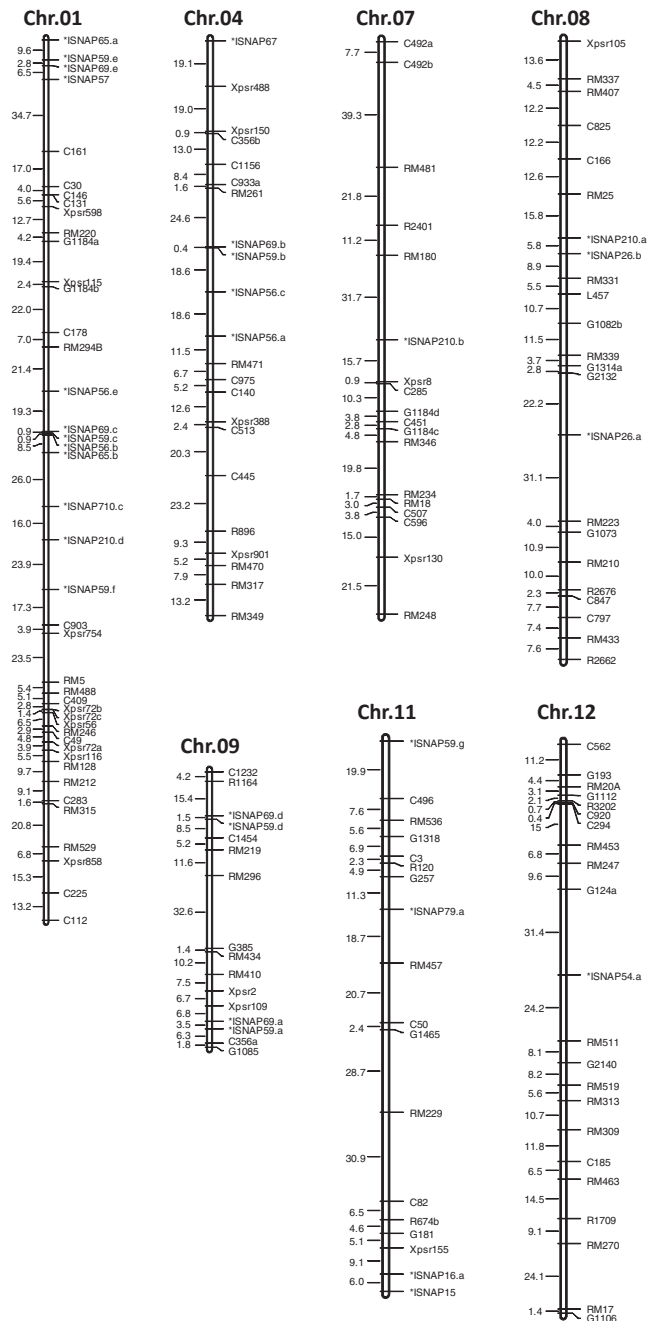 Chr.01
*ISNAP65.a
9.6
*ISNAP59.e
2.8
*ISNAP69.e
6.5
*ISNAP57
34.7
C161
17.0
C30
4.0
C146
C131
5.6
Xpsr598
12.7
RM220
4.2
G1184a
19.4
Xpsr115
2.4
G1184b
22.0
C178
7.0
RM294B
21.4
*ISNAP56.e
19.3
*ISNAP69.c
0.9
*ISNAP59.c
0.9
*ISNAP56.b
8.5
*ISNAP65.b
26.0
*ISNAP710.c
16.0
*ISNAP210.d
23.9
*ISNAP59.f
17.3
C903
3.9
Xpsr754
23.5
RM5
5.4
RM488
5.1
C409
2.8
Xpsr72b
1.4
Xpsr72c
6.5
Xpsr56
2.9
RM246
4.8
C49
3.9
Xpsr72a
5.5
Xpsr116
RM128
9.7
RM212
9.1
C283
1.6
RM315
20.8
RM529
6.8
Xpsr858
15.3
C225
13.2
C112
Chr.04
*ISNAP67
19.1
Xpsr488
19.0
Xpsr150
0.9
C356b
13.0
C1156
8.4
C933a
1.6
RM261
24.6
*ISNAP69.b
0.4
*ISNAP59.b
18.6
*ISNAP56.c
18.6
*ISNAP56.a
11.5
RM471
6.7
C975
5.2
C140
12.6
Xpsr388
2.4
C513
20.3
C445
23.2
R896
9.3
Xpsr901
5.2
RM470
7.9
RM317
13.2
RM349
Chr.07
C492a
7.7
C492b
39.3
RM481
21.8
R2401
11.2
RM180
31.7
*ISNAP210.b
15.7
Xpsr8
0.9
C285
10.3
G1184d
3.8
C451
2.8
G1184c
4.8
RM346
19.8
RM234
1.7
RM18
3.0
C507
3.8
C596
15.0
Xpsr130
21.5
RM248
Chr.08
Xpsr105
13.6
RM337
4.5
RM407
12.2
C825
12.2
C166
12.6
RM25
15.8
*ISNAP210.a
5.8
*ISNAP26.b
8.9
RM331
5.5
L457
10.7
G1082b
11.5
RM339
3.7
G1314a
2.8
G2132
22.2
*ISNAP26.a
31.1
RM223
4.0
G1073
10.9
RM210
10.0
R2676
2.3
C847
7.7
C797
7.4
RM433
7.6
R2662
Chr.09
C1232
4.2
R1164
15.4
*ISNAP69.d
1.5
*ISNAP59.d
8.5
C1454
5.2
RM219
11.6
RM296
32.6
G385
1.4
RM434
10.2
RM410
7.5
Xpsr2
6.7
Xpsr109
6.8
*ISNAP69.a
3.5
*ISNAP59.a
6.3
C356a
1.8
G1085
Chr.11
*ISNAP59.g
19.9
C496
7.6
RM536
5.6
G1318
6.9
C3
2.3
R120
4.9
G257
11.3
*ISNAP79.a
18.7
RM457
20.7
C50
2.4
G1465
28.7
RM229
30.9
C82
6.5
R674b
4.6
G181
5.1
Xpsr155
9.1
*ISNAP16.a
6.0
*ISNAP15
Chr.12
C562
11.2
G193
4.4
RM20A
3.1
G1112
2.1
R3202
0.7
C920
0.4
C294
15
RM453
6.8
RM247
9.6
G124a
31.4
*ISNAP54.a
24.2
RM511
8.1
G2140
8.2
RM519
5.6
RM313
10.7
RM309
11.8
C185
6.5
RM463
14.5
R1709
9.1
RM270
24.1
RM17
1.4
G1106